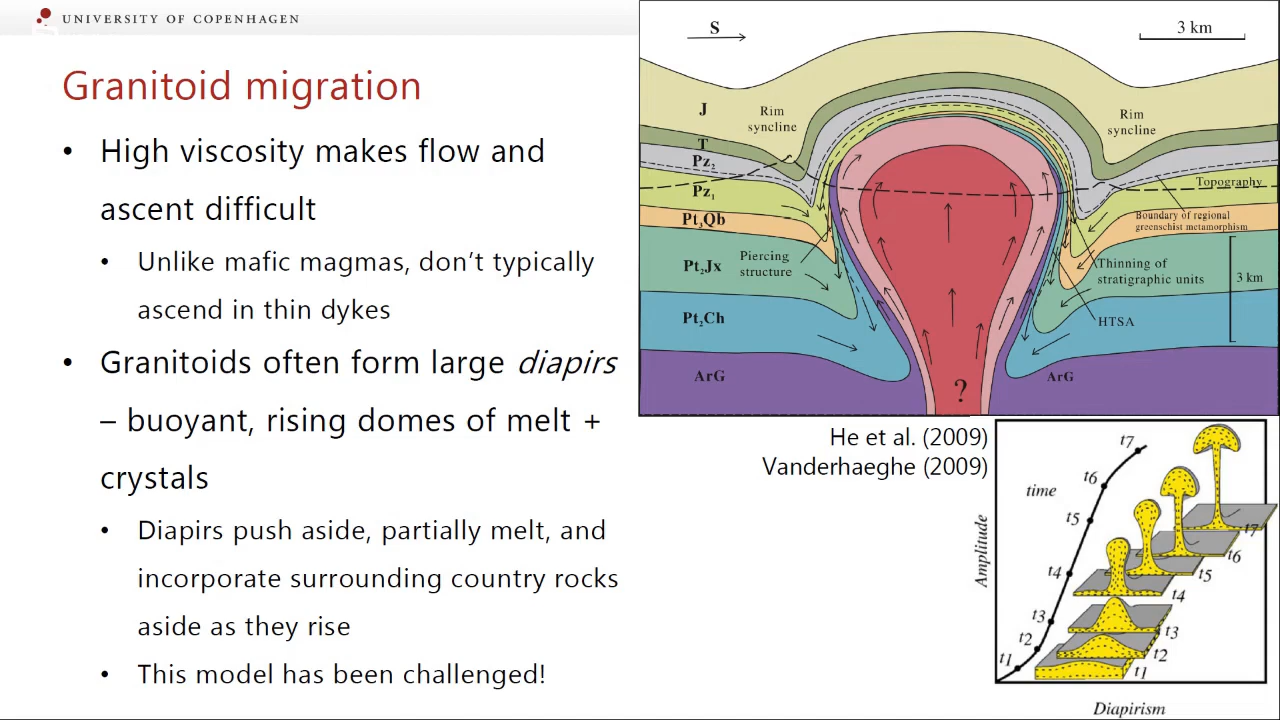 UNIVERSITY OF COPENHAGEN
Granitoid migration
• High viscosity makes flow and
ascent difficult
• Unlike mafic magmas, don't typically
ascend in thin dykes
• Granitoids often form large diapirs
– buoyant, rising domes of melt +
crystals
• Diapirs push aside, partially melt, and
incorporate surrounding country rocks
aside as they rise
• This model has been challenged!
S
3 km
J
Rim
syncline
Rim
syncline
T
Pz₂
Pz₁
Topography
Pt₃Qb
Boundary of regional
greenschist metamorphism
Piercing
structure
Pt₂Jx
Thinning of
stratigraphic units
3 km
Pt₂Ch
HTSA
ArG
ArG
?
He et al. (2009)
Vanderhaeghe (2009)
Amplitude
time
t1
t2
t3
t4
t5
t6
t7
t7
t6
t5
t4
t3
t2
t1
Diapirism